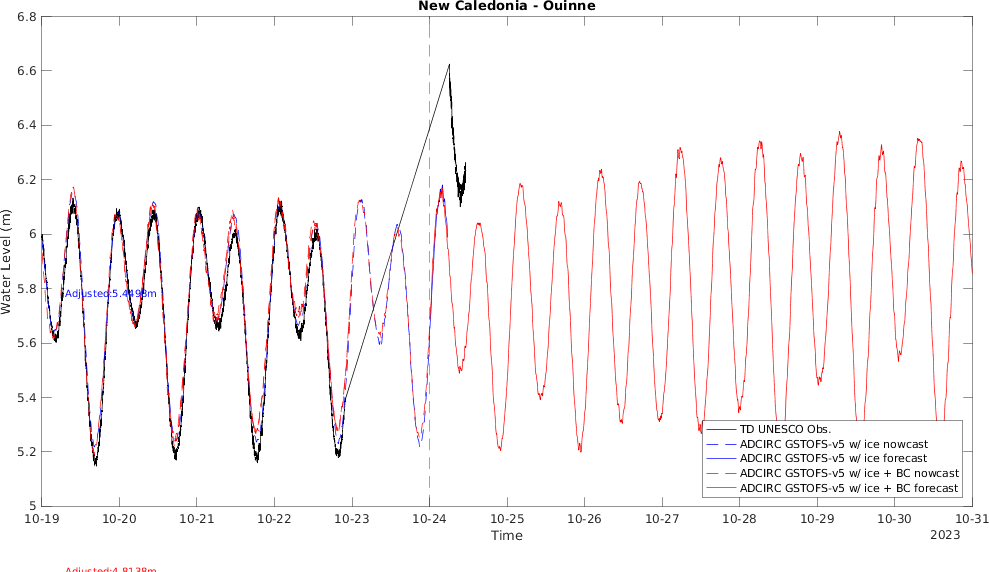 New Caledonia - Ouinne
6.8
6.6
6.4
6.2
6
5.8
5.6
5.4
5.2
5
Water Level (m)
Adjusted:5.4498m
TD UNESCO Obs.
ADCIRC GSTOFS-v5 w/ ice nowcast
ADCIRC GSTOFS-v5 w/ ice forecast
ADCIRC GSTOFS-v5 w/ ice + BC nowcast
ADCIRC GSTOFS-v5 w/ ice + BC forecast
10-19 10-20 10-21 10-22 10-23 10-24 10-25 10-26 10-27 10-28 10-29 10-30 10-31
Time
2023
Adjusted:4.8138m